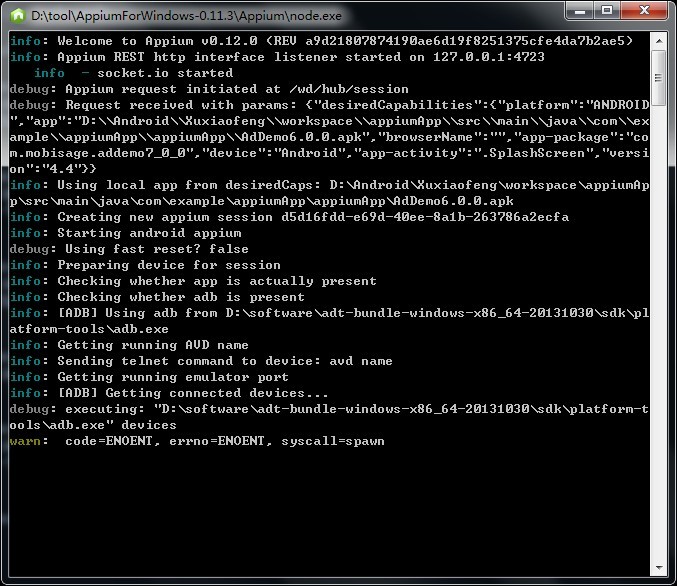 D:\tool\AppiumForWindows-0.11.3\Appium\node.exe
info: Welcome to Appium v0.12.0 (REV a9d21807874190ae6d19f8251375cfe4da7b2ae5)
info: Appium REST http interface listener started on 127.0.0.1:4723
   info  - socket.io started
debug: Appium request initiated at /wd/hub/session
debug: Request received with params: {"desiredCapabilities":{"platform":"ANDROID
","app":"D:\\Android\\Xuxiaofeng\\workspace\\appiumApp\\src\\main\\java\\com\\ex
ample\\appiumApp\\appiumApp\\AdDemo6.0.0.apk","browserName":"","app-package":"co
m.mobisage.addemo7_0_0","device":"Android","app-activity":".SplashScreen","versi
on":"4.4"}}
info: Using local app from desiredCaps: D:\Android\Xuxiaofeng\workspace\appiumAp
p\src\main\java\com\example\appiumApp\appiumApp\AdDemo6.0.0.apk
info: Creating new appium session d5d16fdd-e69d-40ee-8a1b-263786a2ecfa
info: Starting android appium
debug: Using fast reset? false
info: Preparing device for session
info: Checking whether app is actually present
info: Checking whether adb is present
info: [ADB] Using adb from D:\software\adt-bundle-windows-x86_64-20131030\sdk\pl
atform-tools\adb.exe
info: Getting running AVD name
info: Sending telnet command to device: avd name
info: Getting running emulator port
info: [ADB] Getting connected devices...
debug: executing: "D:\software\adt-bundle-windows-x86_64-20131030\sdk\platform-t
ools\adb.exe" devices
warn:  code=ENOENT, errno=ENOENT, syscall=spawn